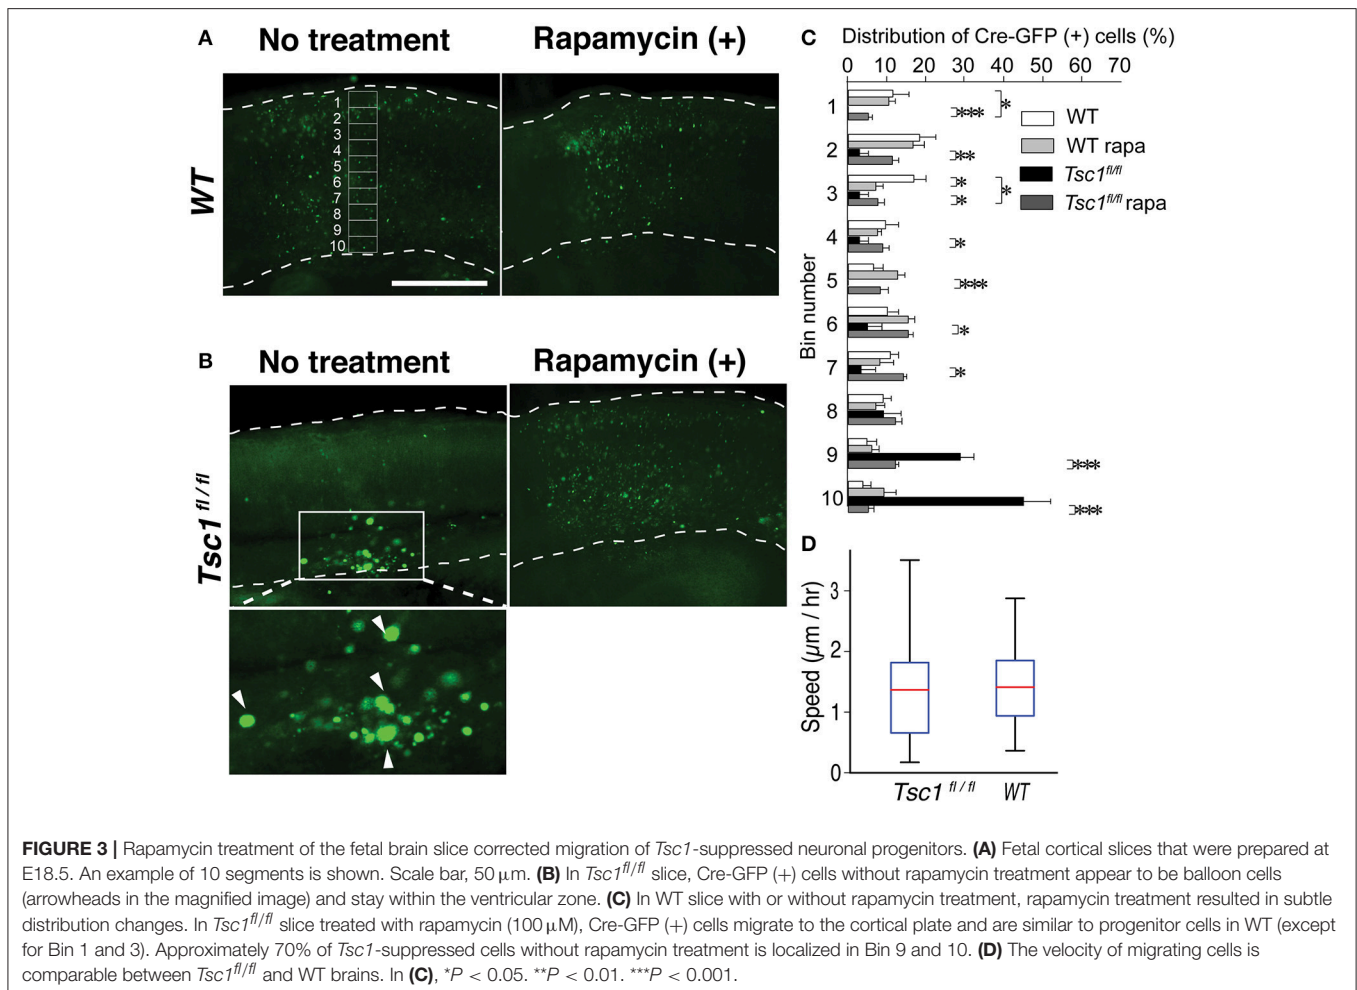 A
No treatment
Rapamycin (+)
WT
1
2
3
4
5
6
7
8
9
10
B
No treatment
Rapamycin (+)
Tsc1 fl / fl
C
Distribution of Cre-GFP (+) cells (%)
0 10 20 30 40 50 60 70
Bin number
1
*** *
2
**
3
* *
*
4
*
5
***
6
*
7
*
8
9
***
10
***
WT
WT rapa
Tsc1fl/fl
Tsc1fl/fl rapa
D
Speed (μm / hr)
3
2
1
0
Tsc1 fl / fl WT
FIGURE 3 | Rapamycin treatment of the fetal brain slice corrected migration of Tsc1-suppressed neuronal progenitors. (A) Fetal cortical slices that were prepared at
E18.5. An example of 10 segments is shown. Scale bar, 50 μm. (B) In Tsc1fl/fl slice, Cre-GFP (+) cells without rapamycin treatment appear to be balloon cells
(arrowheads in the magnified image) and stay within the ventricular zone. (C) In WT slice with or without rapamycin treatment, rapamycin treatment resulted in subtle
distribution changes. In Tsc1fl/fl slice treated with rapamycin (100 μM), Cre-GFP (+) cells migrate to the cortical plate and are similar to progenitor cells in WT (except
for Bin 1 and 3). Approximately 70% of Tsc1-suppressed cells without rapamycin treatment is localized in Bin 9 and 10. (D) The velocity of migrating cells is
comparable between Tsc1fl/fl and WT brains. In (C), *P < 0.05. **P < 0.01. ***P < 0.001.